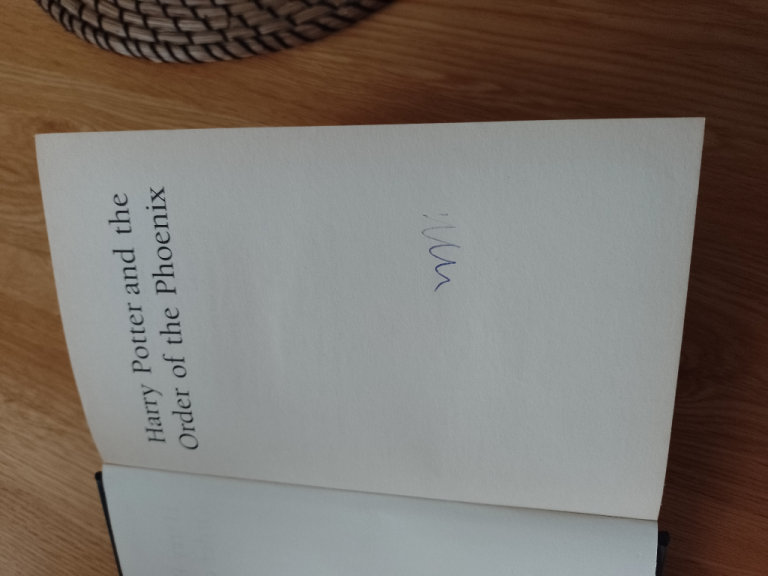 Harry Potter and the
Order of the Phoenix